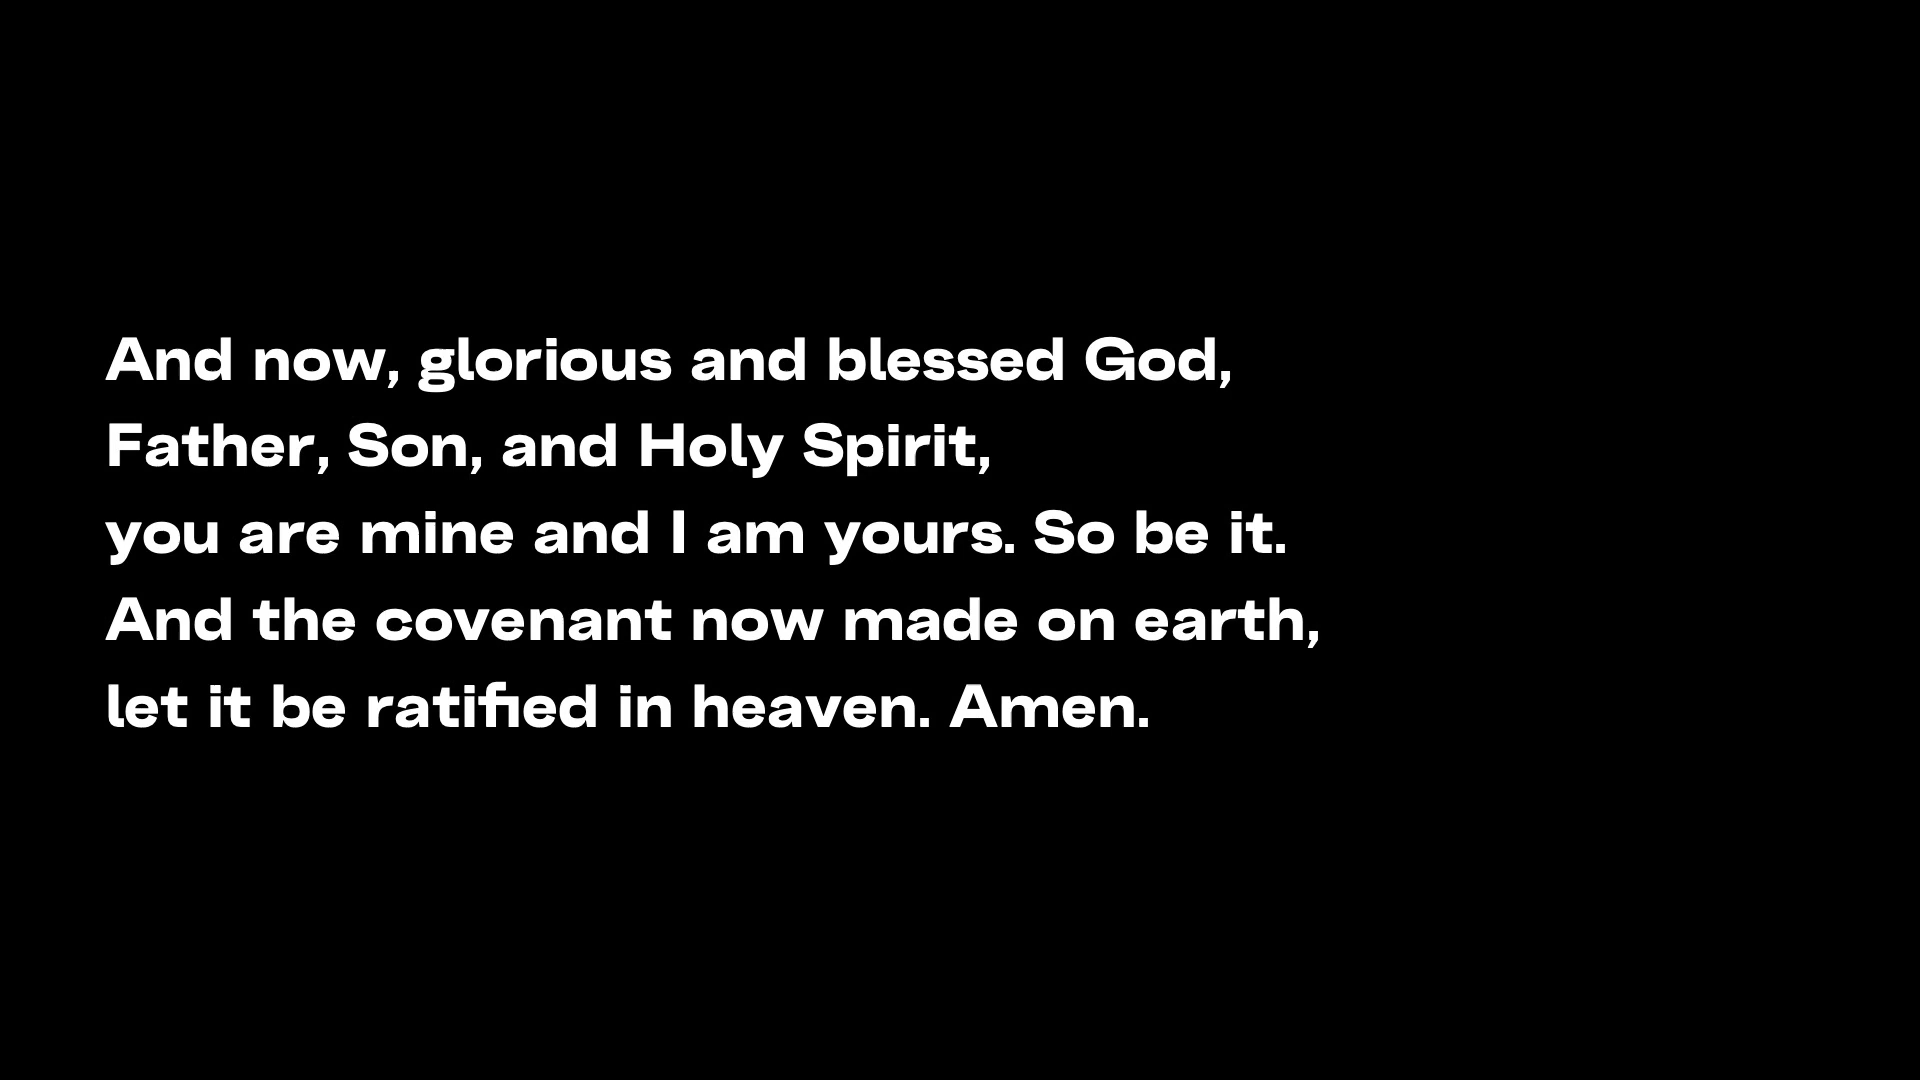 And now, glorious and blessed God,
Father, Son, and Holy Spirit,
you are mine and I am yours. So be it.
And the covenant now made on earth,
let it be ratified in heaven. Amen.